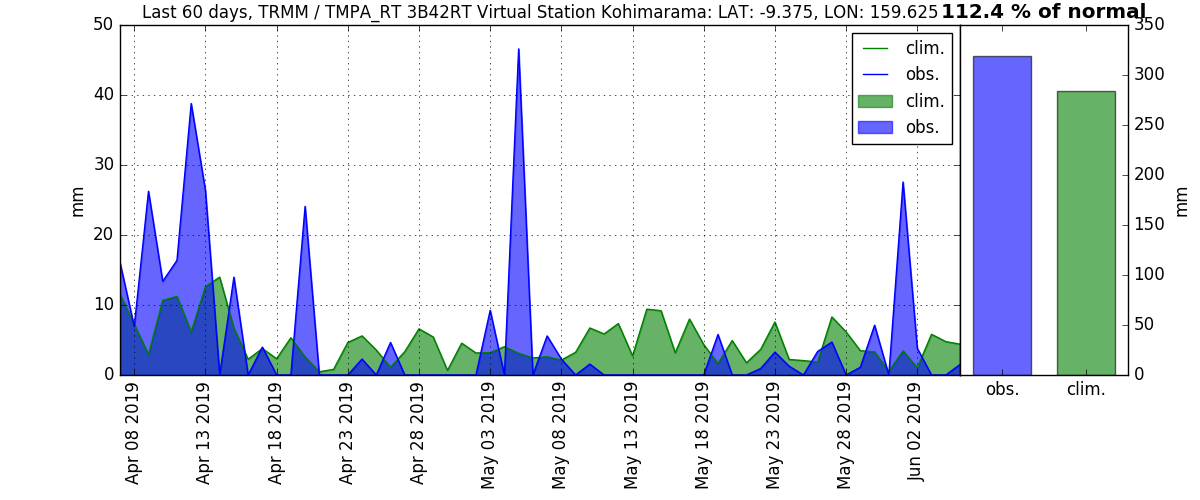 Last 60 days, TRMM / TMPA_RT 3B42RT Virtual Station Kohimarama: LAT: -9.375, LON: 159.625
112.4 % of normal
50
40
30
20
10
0
mm
clim.
obs.
clim.
obs.
Apr 08 2019
Apr 13 2019
Apr 18 2019
Apr 23 2019
Apr 28 2019
May 03 2019
May 08 2019
May 13 2019
May 18 2019
May 23 2019
May 28 2019
Jun 02 2019
350
300
250
200
150
100
50
0
mm
obs.
clim.